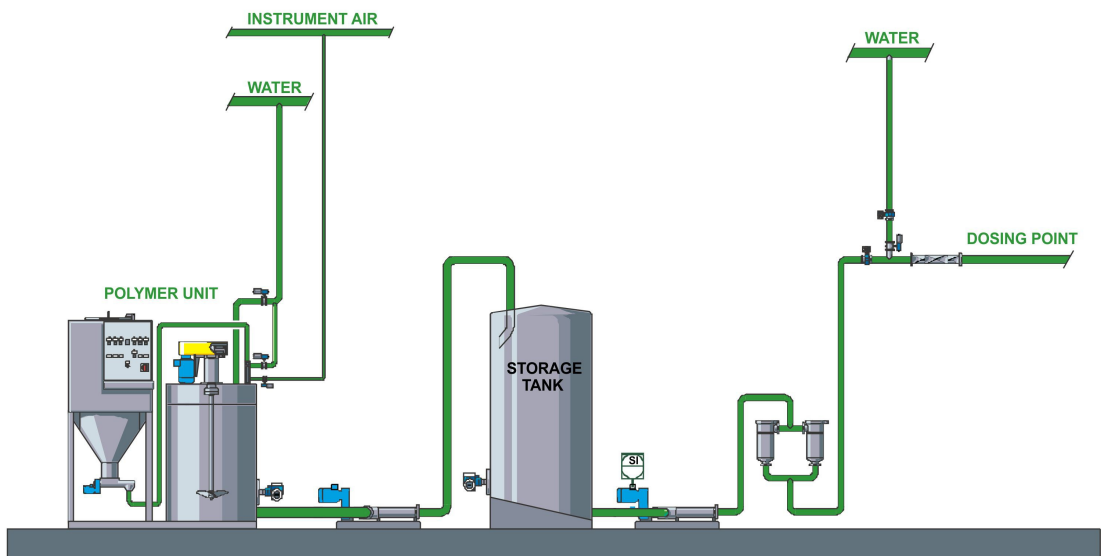 INSTRUMENT AIR
WATER
WATER
DOSING POINT
POLYMER UNIT
STORAGE
TANK
SI